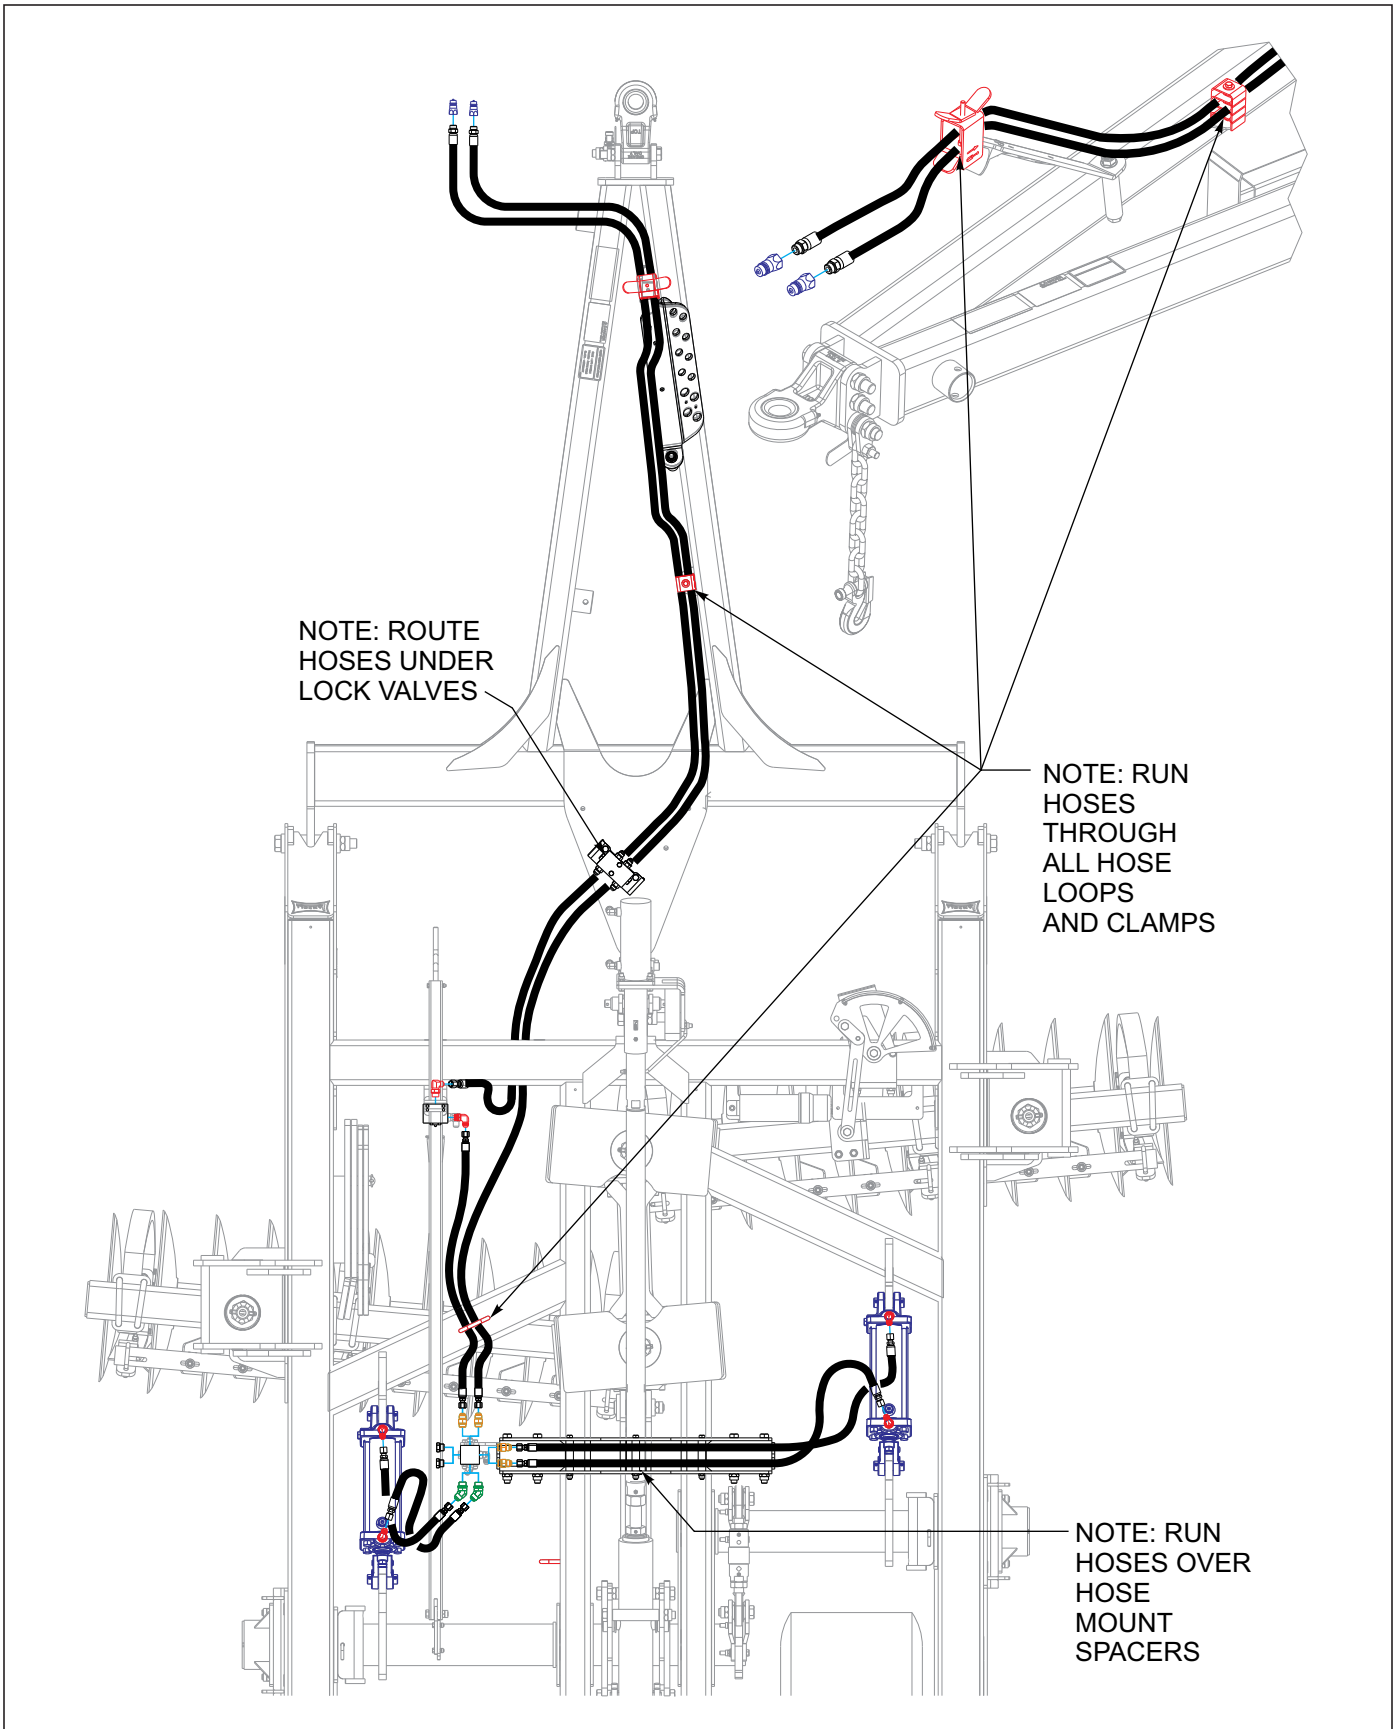 NOTE: ROUTE
HOSES UNDER
LOCK VALVES
NOTE: RUN
HOSES
THROUGH
ALL HOSE
LOOPS
AND CLAMPS
NOTE: RUN
HOSES OVER
HOSE
MOUNT
SPACERS